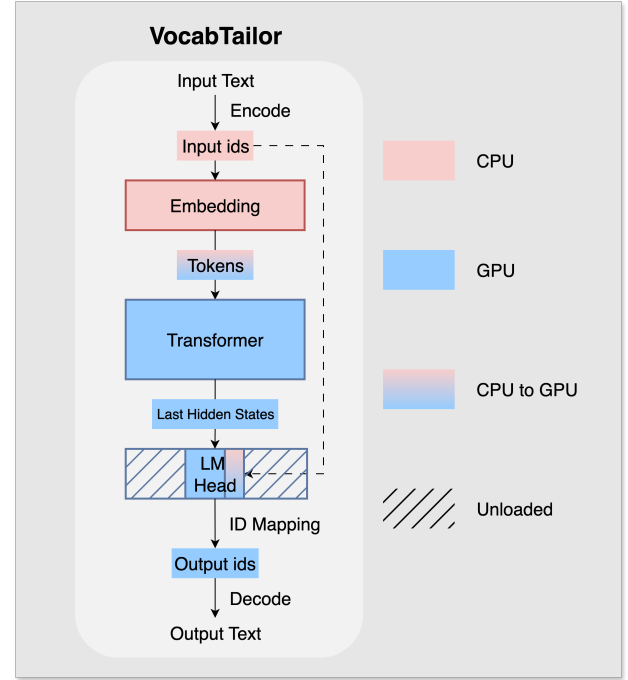 VocabTailor
Input Text
Encode
Input ids
Embedding
Tokens
Transformer
Last Hidden States
LM
Head
ID Mapping
Output ids
Decode
Output Text
CPU
GPU
CPU to GPU
Unloaded